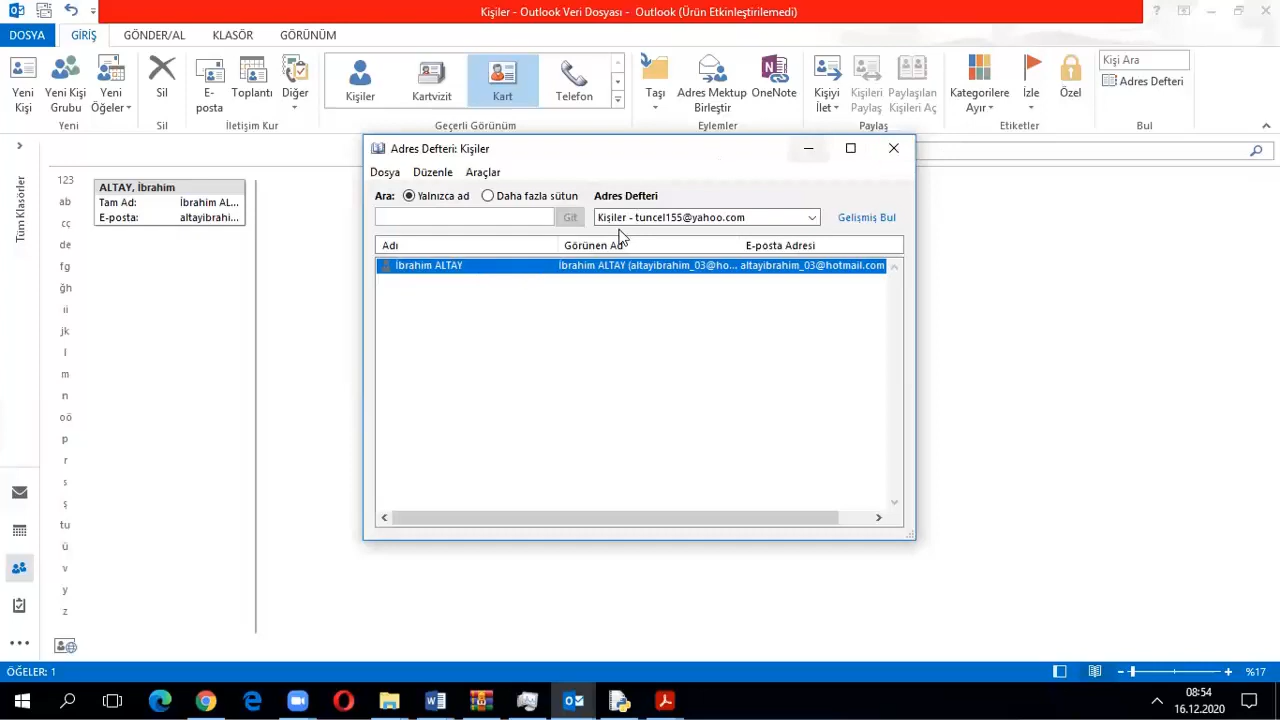 Kişiler - Outlook Veri Dosyası - Outlook (Ürün Etkinleştirilemedi)
DOSYA GİRİŞ GÖNDER/AL KLASÖR GÖRÜNÜM
Yeni Kişi
Yeni Kişi Grubu
Yeni Öğeler
Sil
E-posta
Toplantı
Diğer
Kişiler
Kartvizit
Kart
Telefon
Taşı
Adres Mektup Birleştir
OneNote
Kişiyi İlet
Kişileri Paylaş
Paylaşılan Kişileri Aç
Kategorilere Ayır
İzle
Özel
Kişi Ara
Adres Defteri
Yeni Sil İletişim Kur Geçerli Görünüm Eylemler Paylaş Etiketler Bul
Tüm Klasörler
123
ab
cç
de
fg
ğh
ıi
jk
l
m
n
oö
p
r
s
ş
tu
ü
v
y
z
ALTAY, İbrahim
Tam Ad: İbrahim AL...
E-posta: altayibrahi...
Adres Defteri: Kişiler
Dosya Düzenle Araçlar
Ara: Yalnızca ad Daha fazla sütun Adres Defteri
Git Kişiler - tuncel155@yahoo.com Gelişmiş Bul
Adı Görünen Ad E-posta Adresi
İbrahim ALTAY İbrahim ALTAY (altayibrahim_03@ho... altayibrahim_03@hotmail.com
ÖĞELER: 1 %17
08:54
16.12.2020